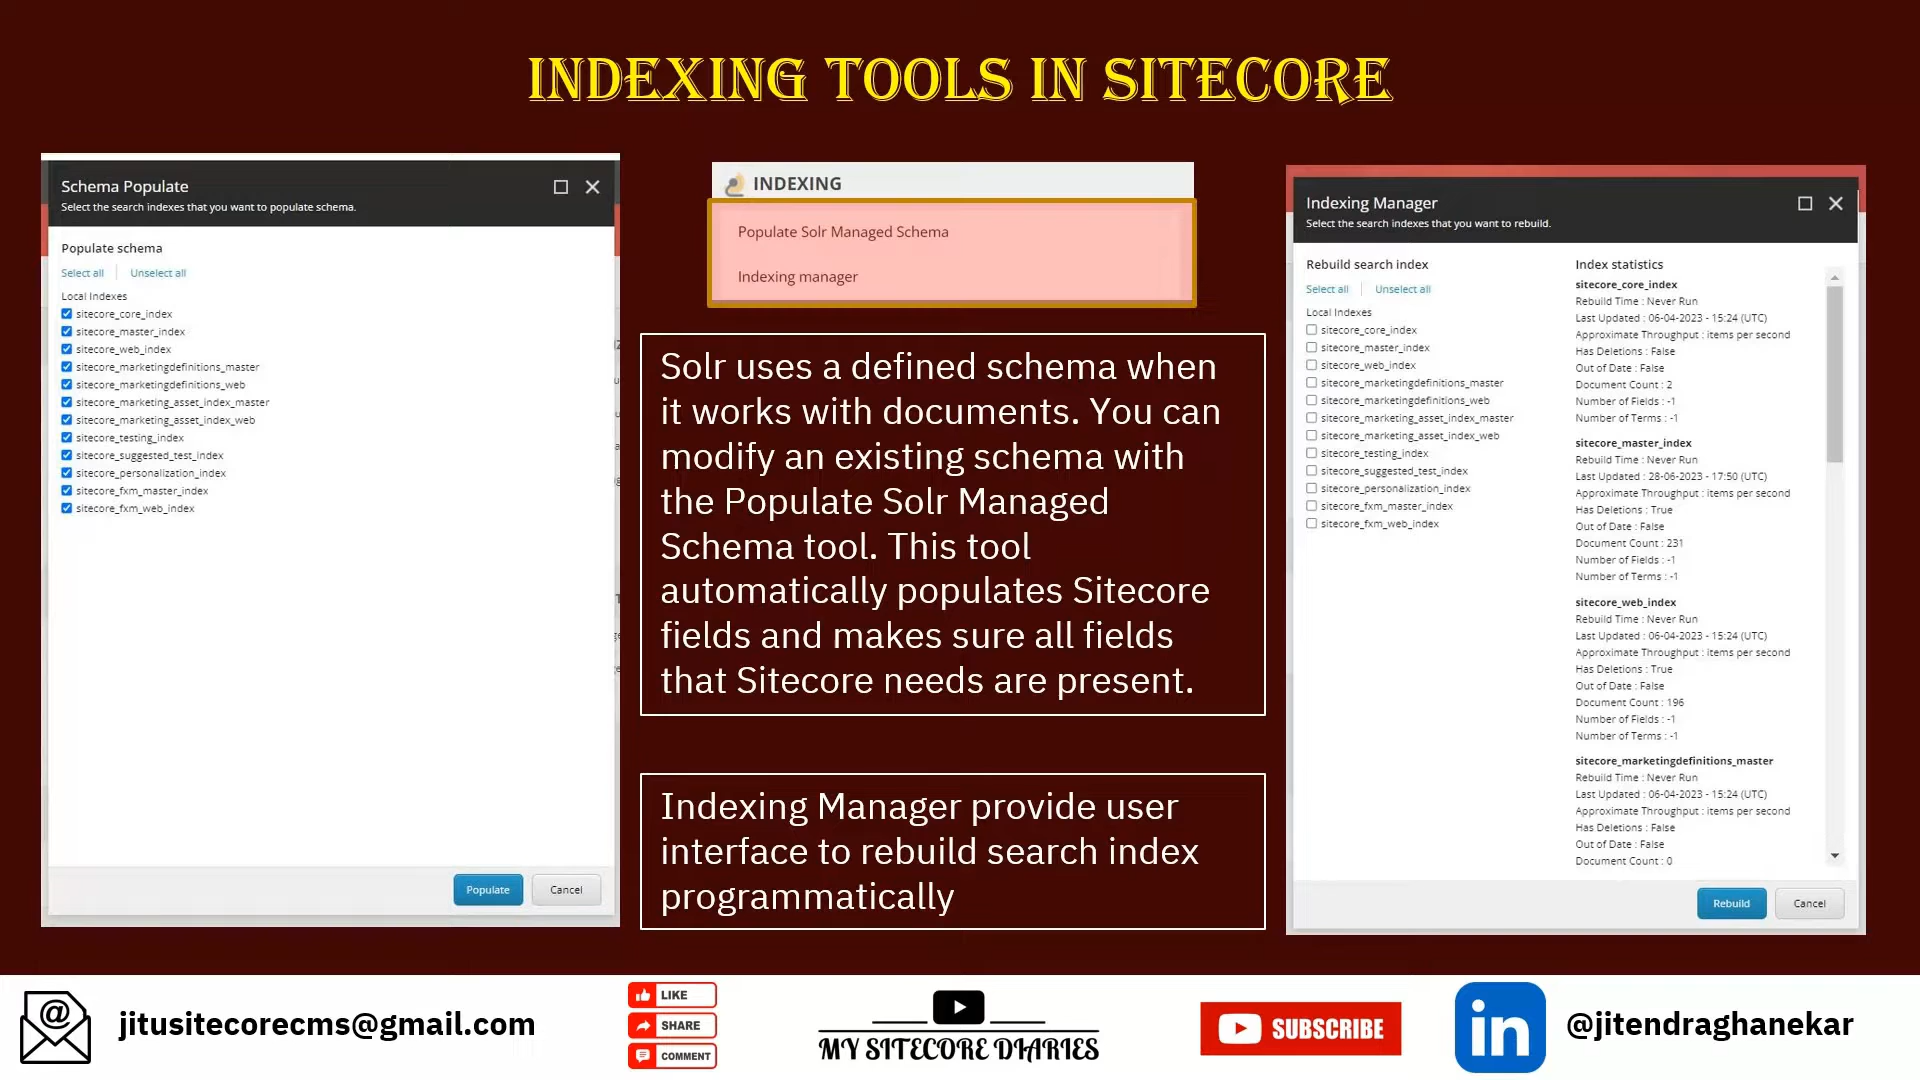 INDEXING TOOLS IN SITECORE
Schema Populate
Select the search indexes that you want to populate schema.
Populate schema
Select all
Unselect all
Local Indexes
sitecore_core_index
sitecore_master_index
sitecore_web_index
sitecore_marketingdefinitions_master
sitecore_marketingdefinitions_web
sitecore_marketing_asset_index_master
sitecore_marketing_asset_index_web
sitecore_testing_index
sitecore_suggested_test_index
sitecore_personalization_index
sitecore_fxm_master_index
sitecore_fxm_web_index
Populate
Cancel
INDEXING
Populate Solr Managed Schema
Indexing manager
Solr uses a defined schema when
it works with documents. You can
modify an existing schema with
the Populate Solr Managed
Schema tool. This tool
automatically populates Sitecore
fields and makes sure all fields
that Sitecore needs are present.
Indexing Manager provide user
interface to rebuild search index
programmatically
Indexing Manager
Select the search indexes that you want to rebuild.
Rebuild search index
Select all
Unselect all
Local Indexes
sitecore_core_index
sitecore_master_index
sitecore_web_index
sitecore_marketingdefinitions_master
sitecore_marketingdefinitions_web
sitecore_marketing_asset_index_master
sitecore_marketing_asset_index_web
sitecore_testing_index
sitecore_suggested_test_index
sitecore_personalization_index
sitecore_fxm_master_index
sitecore_fxm_web_index
Index statistics
sitecore_core_index
Rebuild Time : Never Run
Last Updated : 06-04-2023 - 15:24 (UTC)
Approximate Throughput : items per second
Has Deletions : False
Out of Date : False
Document Count : 2
Number of Fields : -1
Number of Terms : -1
sitecore_master_index
Rebuild Time : Never Run
Last Updated : 28-06-2023 - 17:50 (UTC)
Approximate Throughput : items per second
Has Deletions : True
Out of Date : False
Document Count : 231
Number of Fields : -1
Number of Terms : -1
sitecore_web_index
Rebuild Time : Never Run
Last Updated : 06-04-2023 - 15:24 (UTC)
Approximate Throughput : items per second
Has Deletions : True
Out of Date : False
Document Count : 196
Number of Fields : -1
Number of Terms : -1
sitecore_marketingdefinitions_master
Rebuild Time : Never Run
Last Updated : 06-04-2023 - 15:24 (UTC)
Approximate Throughput : items per second
Has Deletions : False
Out of Date : False
Document Count : 0
Rebuild
Cancel
jitusitecorecms@gmail.com
LIKE
SHARE
COMMENT
MY SITECORE DIARIES
SUBSCRIBE
in
@jitendraghanekar